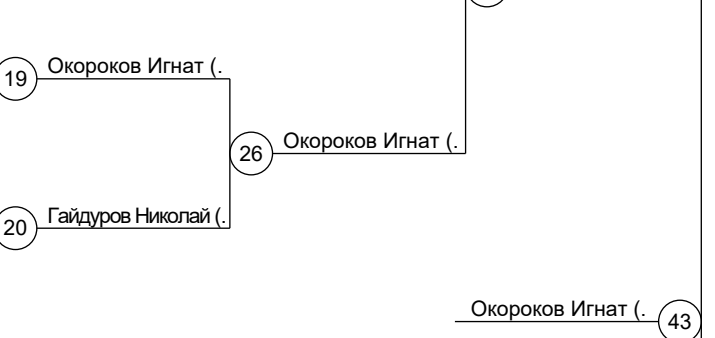 19 Окороков Игнат (.
26 Окороков Игнат (.
20 Гайдуров Николай (.
Окороков Игнат (. 43